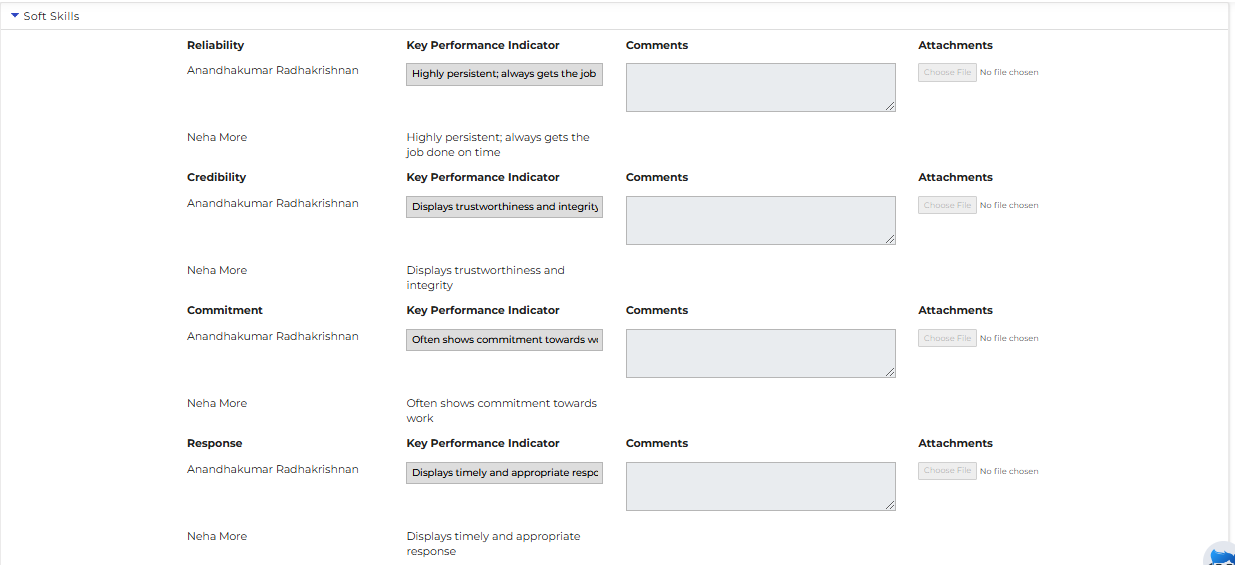 Soft Skills
Reliability Key Performance Indicator Comments Attachments
Anandhakumar Radhakrishnan Highly persistent; always gets the job Choose File No file chosen
Neha More Highly persistent; always gets the
job done on time
Credibility Key Performance Indicator Comments Attachments
Anandhakumar Radhakrishnan Displays trustworthiness and integrity Choose File No file chosen
Neha More Displays trustworthiness and
integrity
Commitment Key Performance Indicator Comments Attachments
Anandhakumar Radhakrishnan Often shows commitment towards wo Choose File No file chosen
Neha More Often shows commitment towards
work
Response Key Performance Indicator Comments Attachments
Anandhakumar Radhakrishnan Displays timely and appropriate respo Choose File No file chosen
Neha More Displays timely and appropriate
response